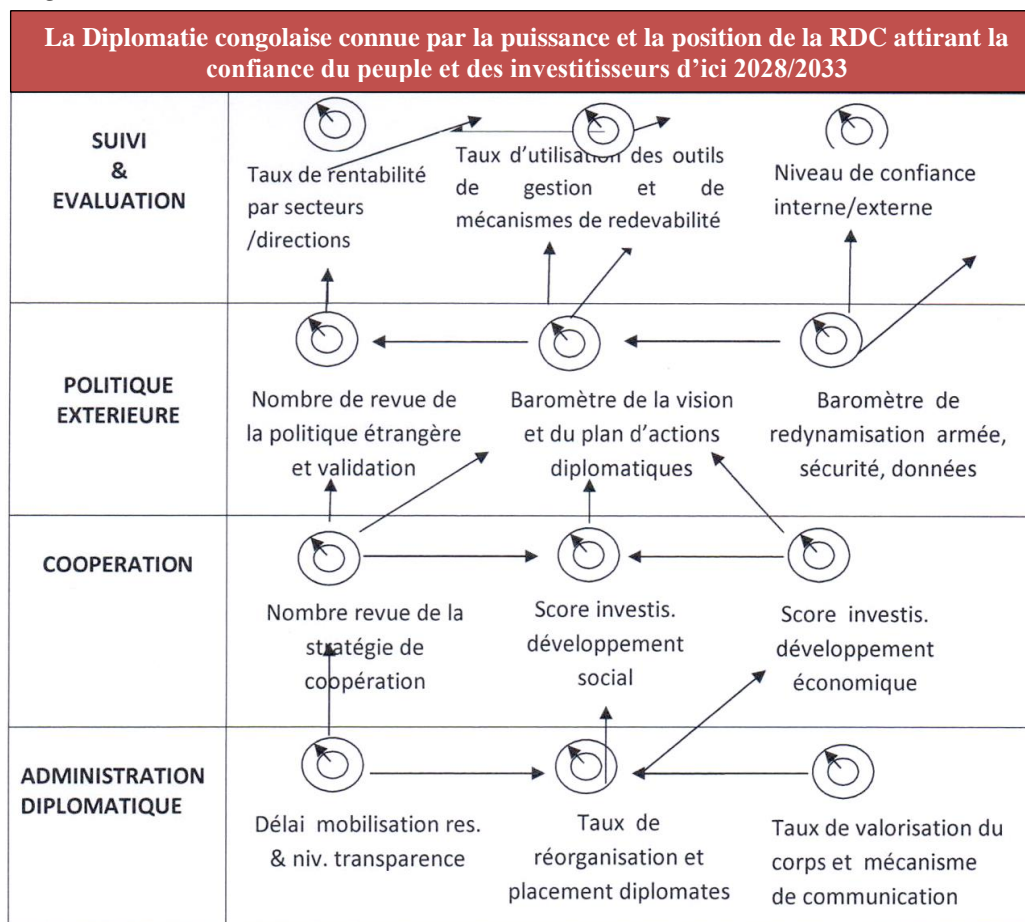 La Diplomatie congolaise connue par la puissance et la position de la RDC attirant la
confiance du peuple et des investitisseurs d’ici 2028/2033
SUIVI
&
EVALUATION
Taux de rentabilité
par secteurs
/directions
Taux d’utilisation des outils
de gestion et de
mécanismes de redevabilité
Niveau de confiance
interne/externe
POLITIQUE
EXTERIEURE
Nombre de revue de
la politique étrangère
et validation
Baromètre de la vision
et du plan d’actions
diplomatiques
Baromètre de
redynamisation armée,
sécurité, données
COOPERATION
Nombre revue de la
stratégie de
coopération
Score investis.
développement
social
Score investis.
développement
économique
ADMINISTRATION
DIPLOMATIQUE
Délai mobilisation res.
& niv. transparence
Taux de
réorganisation et
placement diplomates
Taux de valorisation du
corps et mécanisme
de communication